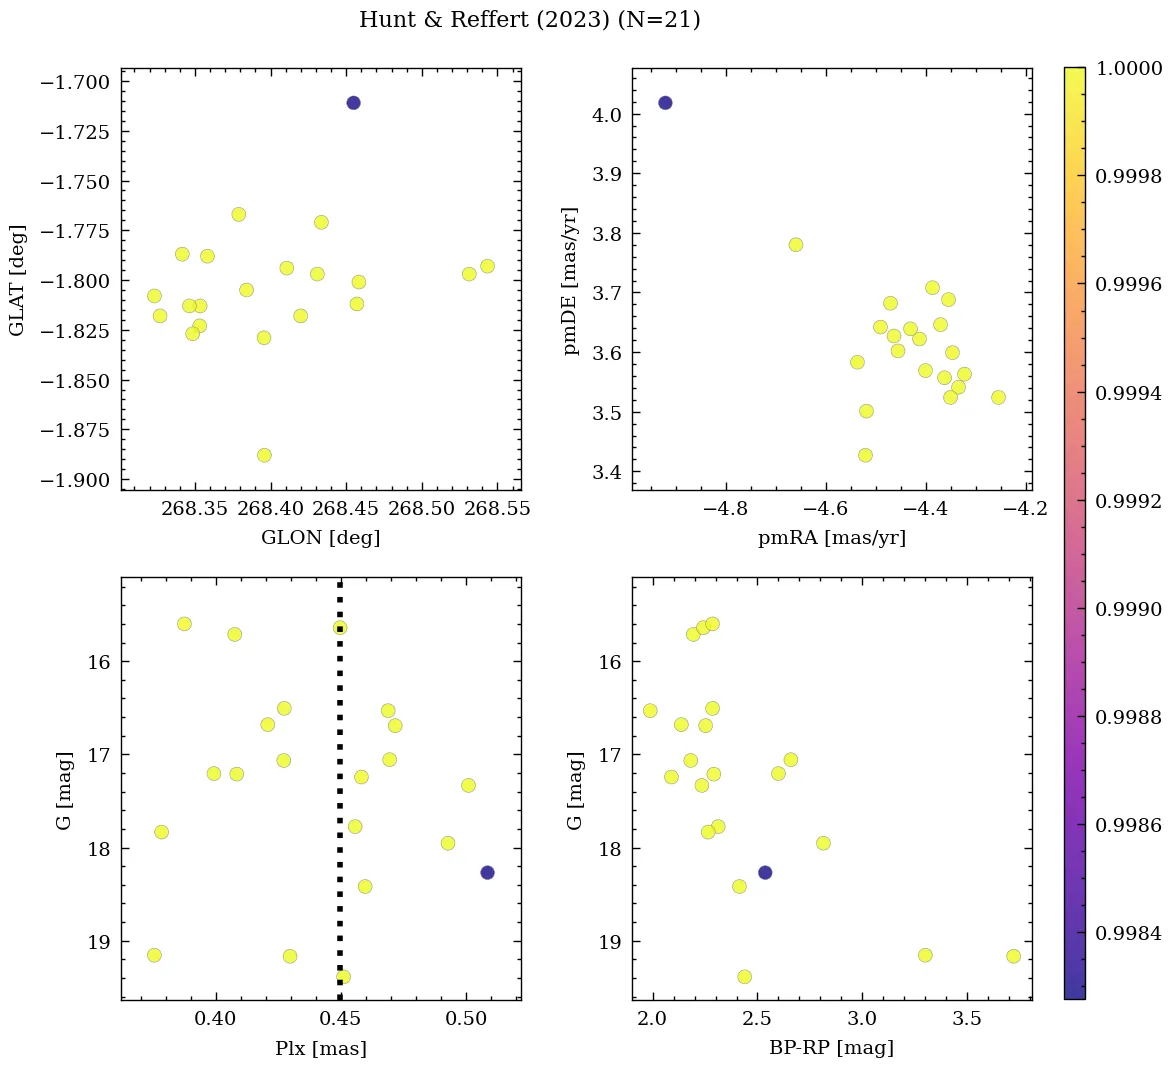 Hunt & Reffert (2023) (N=21)
GLAT [deg]
−1.700
−1.725
−1.750
−1.775
−1.800
−1.825
−1.850
−1.875
−1.900
268.35 268.40 268.45 268.50 268.55
GLON [deg]
pmDE [mas/yr]
4.0
3.9
3.8
3.7
3.6
3.5
3.4
−4.8 −4.6 −4.4 −4.2
pmRA [mas/yr]
G [mag]
16
17
18
19
0.40 0.45 0.50
Plx [mas]
G [mag]
16
17
18
19
2.0 2.5 3.0 3.5
BP-RP [mag]
1.0000
0.9998
0.9996
0.9994
0.9992
0.9990
0.9988
0.9986
0.9984